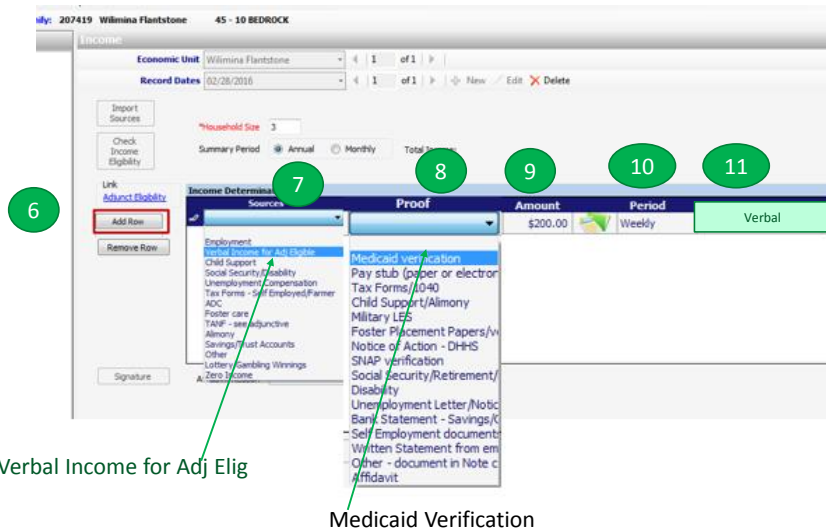 ily: 207419 Wilimina Flantstone 45 - 10 BEDROCK
Income
Economic Unit Wilimina Flantstone 1 of 1
Record Dates 02/28/2016 1 of 1 New Edit Delete
Import
Sources
*Household Size 3
Check
Income
Eligibility
Summary Period Annual Monthly Total Income:
Link
Adjunct Eligibility
6
7
8
9
10
11
Income Determina
Sources Proof Amount Period
Add Row
$200.00 Weekly Verbal
Remove Row
Employment
Verbal Income for Adj Eligible
Child Support
Social Security/Disability
Unemployment Compensation
Tax Forms - Self Employed/Farmer
ADC
Foster care
TANF - see adjunctive
Alimony
Savings/Trust Accounts
Other
Lottery/Gambling Winnings
Zero Income
Medicaid verification
Pay stub (paper or electron
Tax Forms/1040
Child Support/Alimony
Military LES
Foster Placement Papers/v
Notice of Action - DHHS
SNAP verification
Social Security/Retirement/
Disability
Unemployment Letter/Notic
Bank Statement - Savings/C
Self Employment documents
Written Statement from em
Other - document in Note c
Affidavit
Signature
Verbal Income for Adj Elig
Medicaid Verification